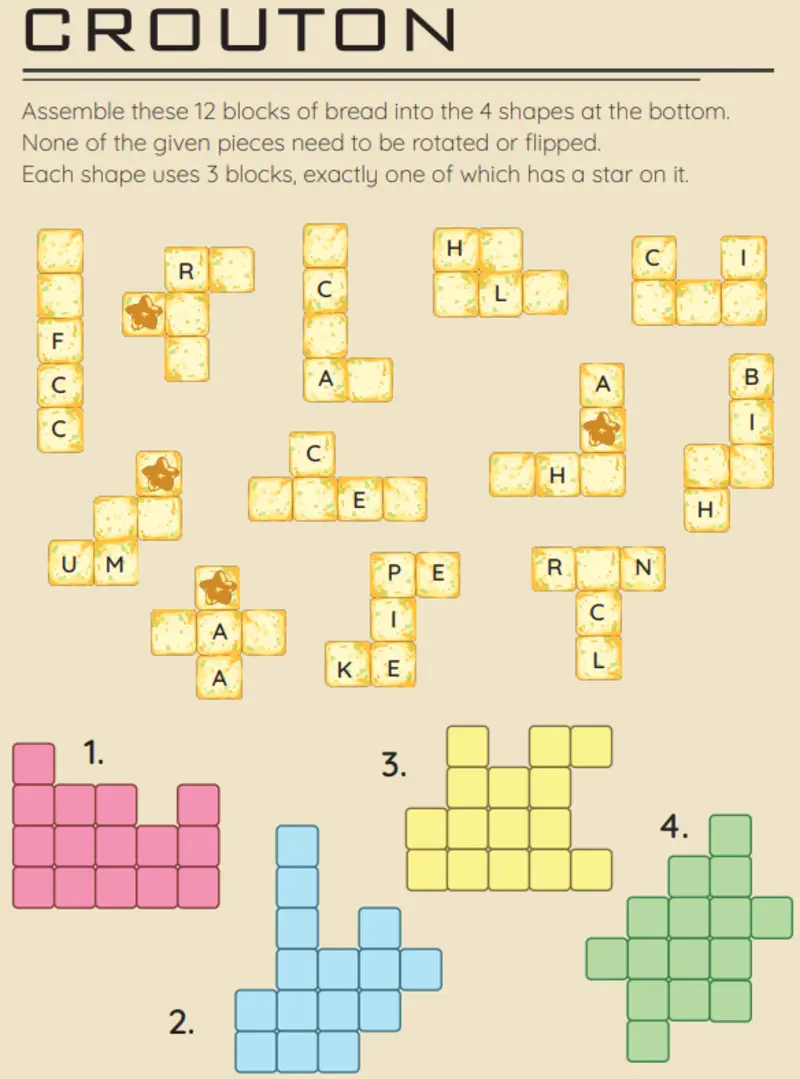 CROUTON
Assemble these 12 blocks of bread into the 4 shapes at the bottom.
None of the given pieces need to be rotated or flipped.
Each shape uses 3 blocks, exactly one of which has a star on it.
F
C
C
R
C
A
H
L
C I
A
H
B
I
H
U M
C
E
A
A
P E
I
K E
R N
C
L
1.
2.
3.
4.